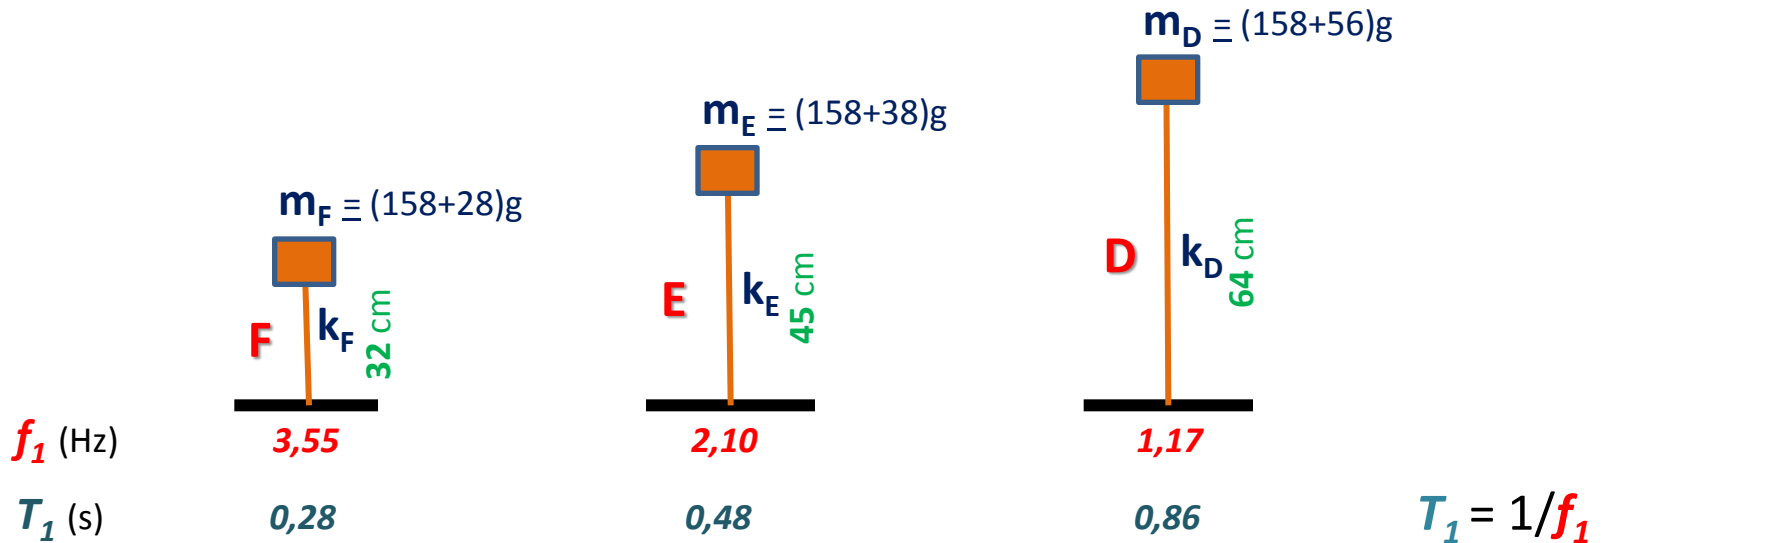 m_D = (158+56)g
m_E = (158+38)g
m_F = (158+28)g
D k_D 64 cm
E k_E 45 cm
F k_F 32 cm
f_1 (Hz) 3,55 2,10 1,17
T_1 (s) 0,28 0,48 0,86 T_1 = 1/f_1